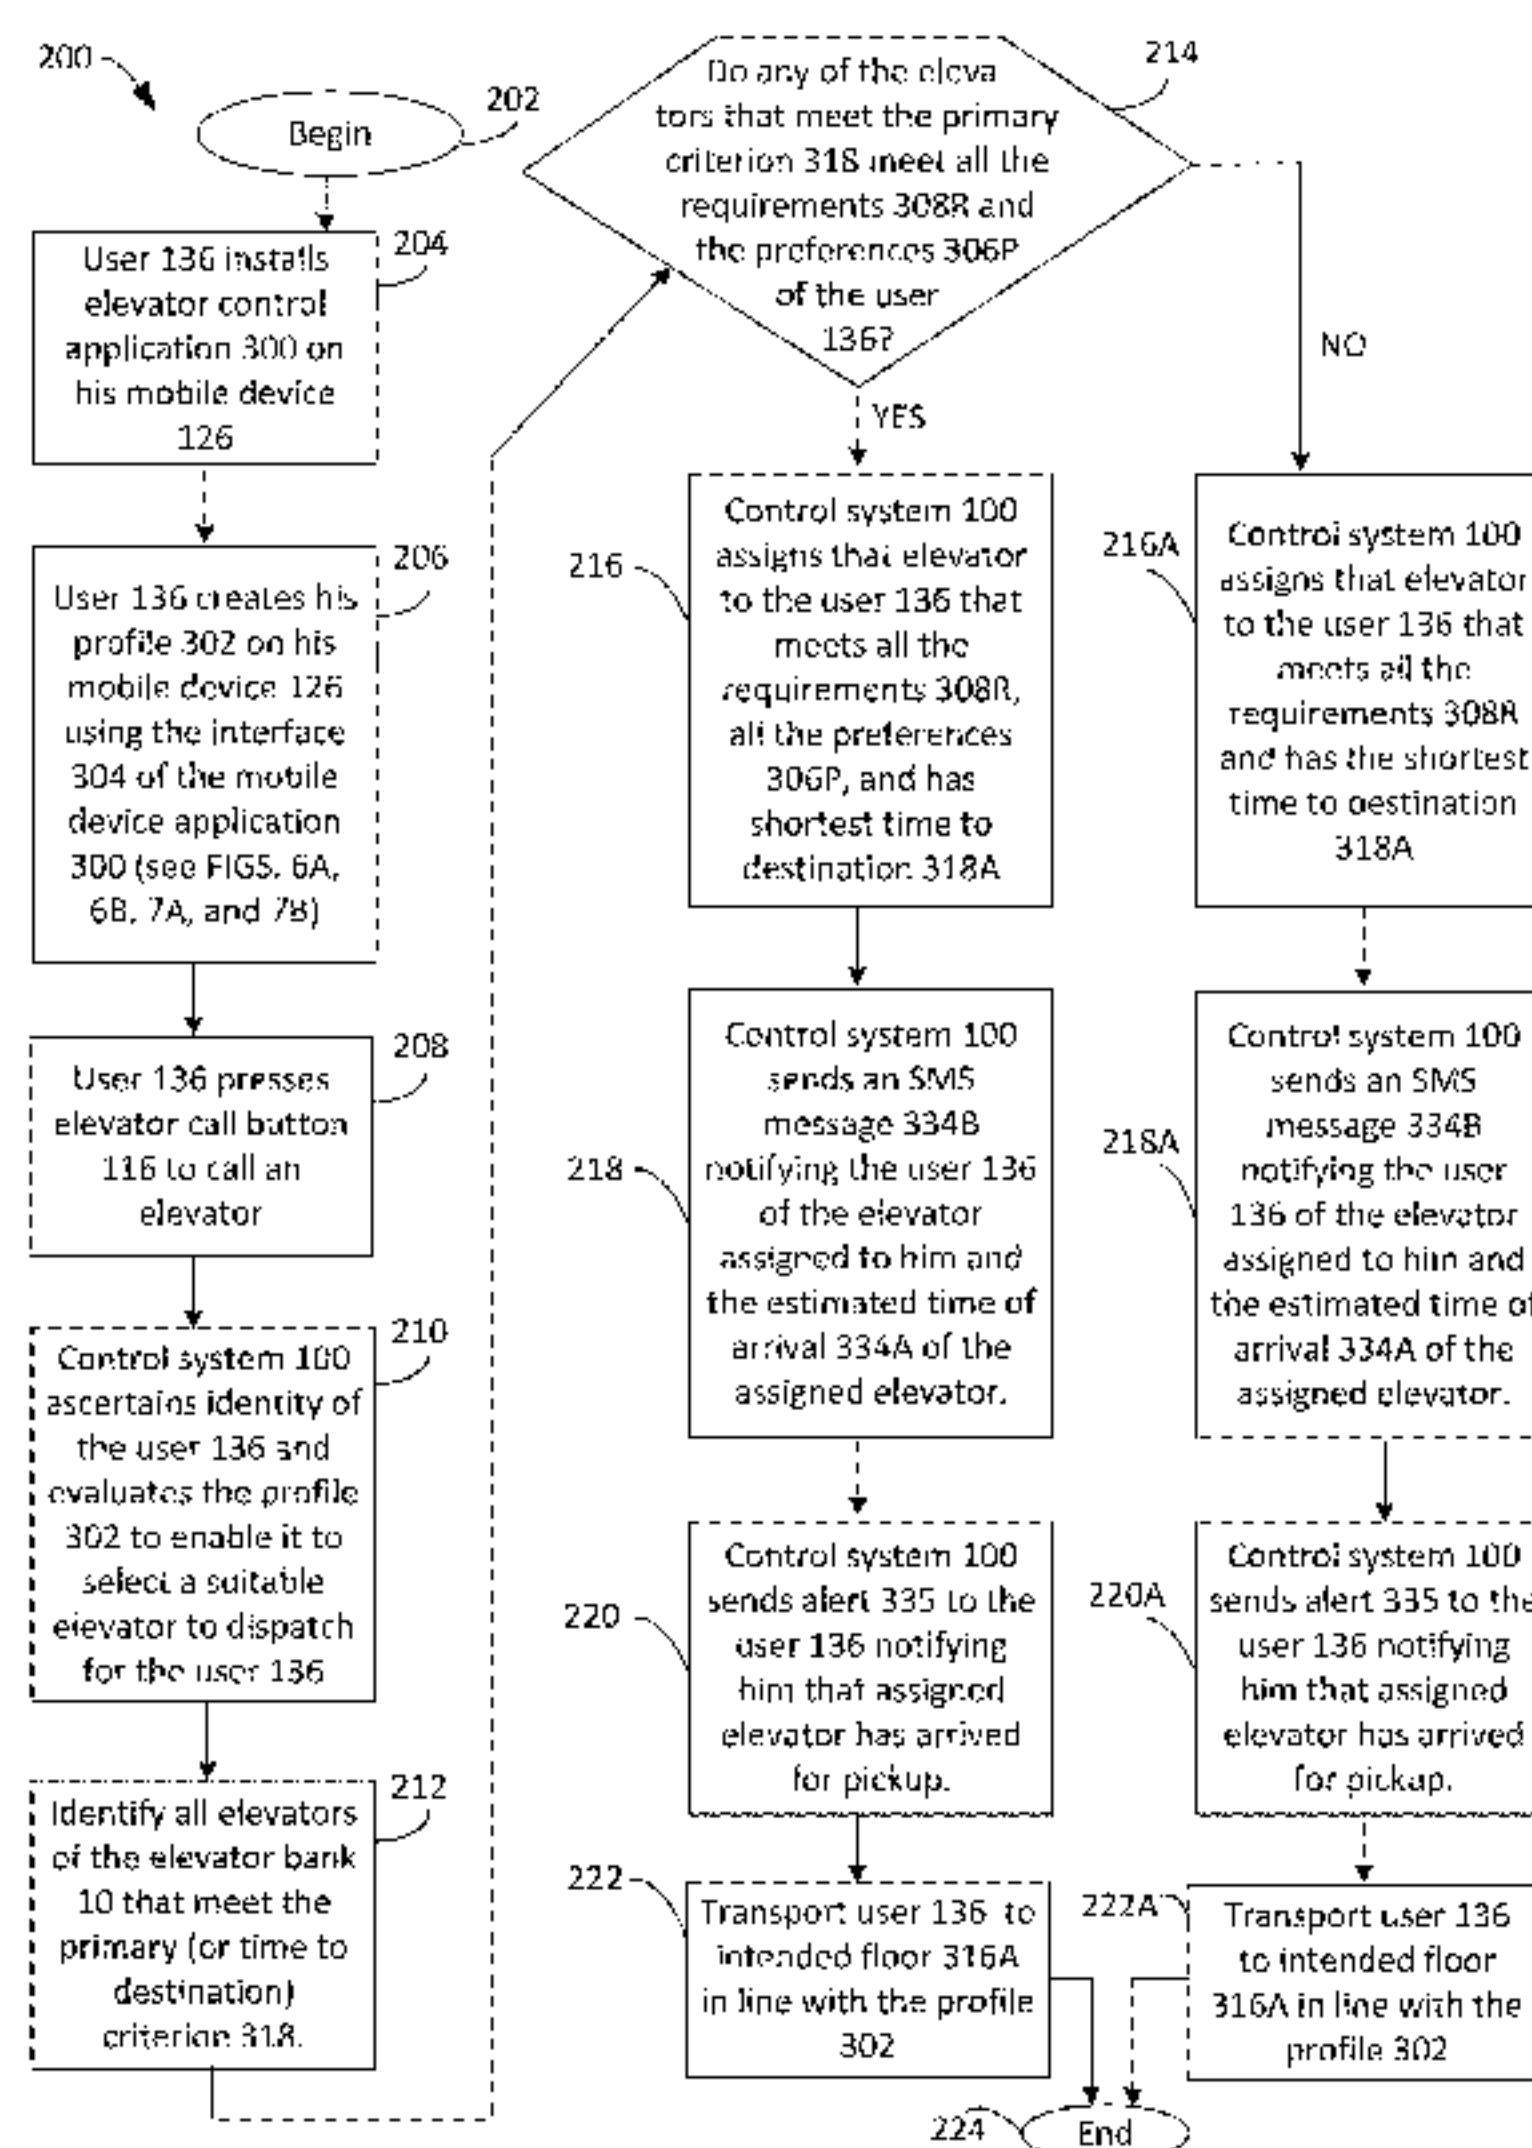 200
Begin
202
User 136 installs
elevator control
application 300 on
his mobile device
126
204
User 136 creates his
profile 302 on his
mobile device 126
using the interface
304 of the mobile
device application
300 (see FIGS. 6A,
6B, 7A, and 7B)
206
User 136 presses
elevator call button
116 to call an
elevator
208
Control system 100
ascertains identity of
the user 136 and
evaluates the profile
302 to enable it to
select a suitable
elevator to dispatch
for the user 136
210
Identify all elevators
of the elevator bank
10 that meet the
primary (or time to
destination)
criterion 318.
212
Do any of the eleva
tors that meet the primary
criterion 318 meet all the
requirements 308R and
the preferences 306P
of the user
136?
214
YES
NO
216
Control system 100
assigns that elevator
to the user 136 that
meets all the
requirements 308R,
all the preferences
306P, and has
shortest time to
destination 318A
218
Control system 100
sends an SMS
message 334B
notifying the user 136
of the elevator
assigned to him and
the estimated time of
arrival 334A of the
assigned elevator.
220
Control system 100
sends alert 335 to the
user 136 notifying
him that assigned
elevator has arrived
for pickup.
222
Transport user 136 to
intended floor 316A
in line with the profile
302
216A
Control system 100
assigns that elevator
to the user 136 that
meets all the
requirements 308R
and has the shortest
time to destination
318A
218A
Control system 100
sends an SMS
message 334B
notifying the user
136 of the elevator
assigned to him and
the estimated time of
arrival 334A of the
assigned elevator.
220A
Control system 100
sends alert 335 to the
user 136 notifying
him that assigned
elevator has arrived
for pickup.
222A
Transport user 136
to intended floor
316A in line with the
profile 302
224
End